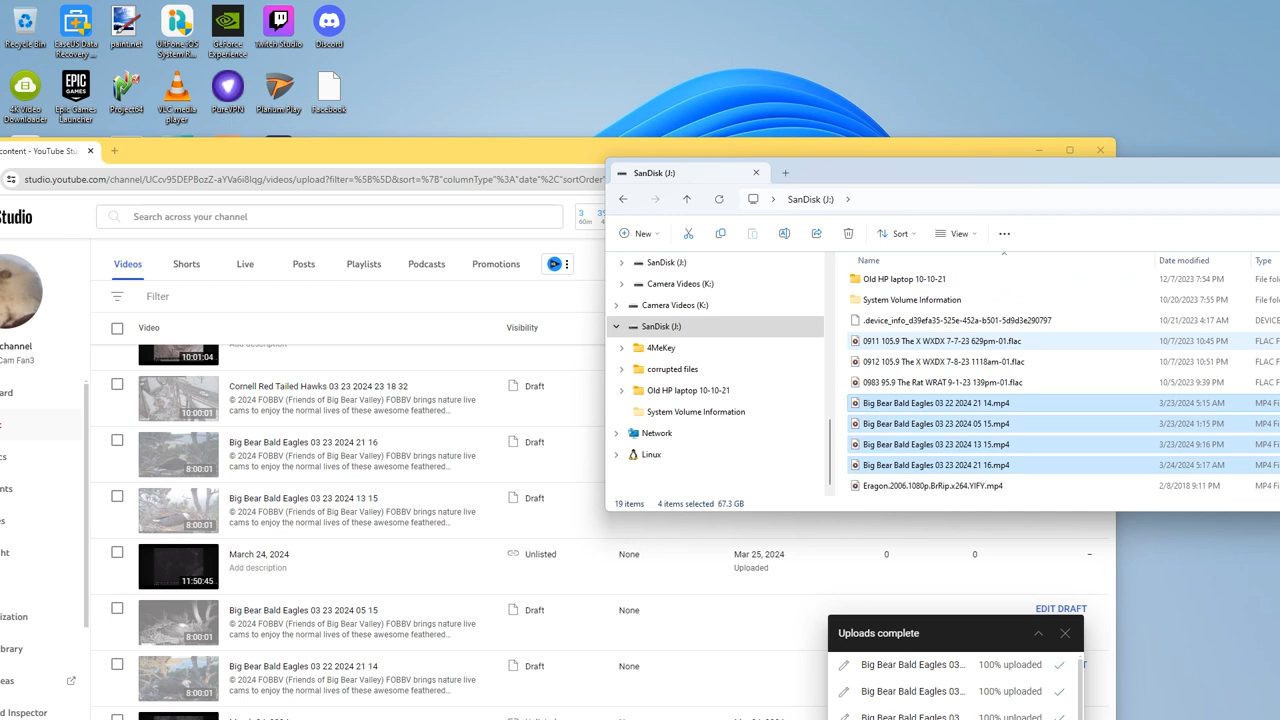 Recycle Bin
EaseUS Data Recovery ...
paint.net
UltFone iOS System R...
GeForce Experience
Twitch Studio
Discord
4K Video Downloader
Epic Games Launcher
Project64
VLC media player
PureVPN
Plarium Play
Facebook
content - YouTube Stu
studio.youtube.com/channel/UCcv95DEPBozZ-aYVa6i8Iqg/videos/upload?filter=%5B%5D&sort=%7B"columnType"%3A"date"%2C"sortOrder"
Studio
Search across your channel
3
60m
Videos
Shorts
Live
Posts
Playlists
Podcasts
Promotions
Filter
Video
Visibility
channel
Cam Fan3
Add description
10:01:04
Cornell Red Tailed Hawks 03 23 24 23 18 32
© 2024 FOBBV (Friends of Big Bear Valley) FOBBV brings nature live
cams to enjoy the normal lives of these awesome feathered...
10:00:01
Draft
Big Bear Bald Eagles 03 23 2024 21 16
© 2024 FOBBV (Friends of Big Bear Valley) FOBBV brings nature live
cams to enjoy the normal lives of these awesome feathered...
8:00:01
Draft
Big Bear Bald Eagles 03 23 2024 13 15
© 2024 FOBBV (Friends of Big Bear Valley) FOBBV brings nature live
cams to enjoy the normal lives of these awesome feathered...
8:00:01
Draft
March 24, 2024
Add description
11:50:45
Unlisted
None
Mar 25, 2024
Uploaded
0
0
–
Big Bear Bald Eagles 03 23 2024 05 15
© 2024 FOBBV (Friends of Big Bear Valley) FOBBV brings nature live
cams to enjoy the normal lives of these awesome feathered...
8:00:01
Draft
None
EDIT DRAFT
Big Bear Bald Eagles 03 22 2024 21 14
© 2024 FOBBV (Friends of Big Bear Valley) FOBBV brings nature live
cams to enjoy the normal lives of these awesome feathered...
8:00:01
Draft
None
Uploads complete
Big Bear Bald Eagles 03... 100% uploaded
Big Bear Bald Eagles 03... 100% uploaded
Big Bear Bald Eagles 03... 100% uploaded
SanDisk (J:)
SanDisk (J:)
New
Sort
View
SanDisk (J:)
Camera Videos (K:)
Camera Videos (K:)
SanDisk (J:)
4MeKey
corrupted files
Old HP laptop 10-10-21
System Volume Information
Network
Linux
Name Date modified Type
Old HP laptop 10-10-21 12/7/2023 7:54 PM File fol
System Volume Information 10/20/2023 7:55 PM File fol
.device_info_d39efa35-525e-452a-b501-5d9d3e290797 10/21/2023 4:17 AM DEVICE
0911 105.9 The X WXDX 7-7-23 629pm-01.flac 10/7/2023 10:45 PM FLAC F
0912 105.9 The X WXDX 7-8-23 1118am-01.flac 10/7/2023 10:51 PM FLAC F
0983 95.9 The Rat WRAT 9-1-23 139pm-01.flac 10/5/2023 9:39 PM FLAC F
Big Bear Bald Eagles 03 22 2024 21 14.mp4 3/23/2024 5:15 AM MP4 Fi
Big Bear Bald Eagles 03 23 2024 05 15.mp4 3/23/2024 1:15 PM MP4 Fi
Big Bear Bald Eagles 03 23 2024 13 15.mp4 3/23/2024 9:16 PM MP4 Fi
Big Bear Bald Eagles 03 23 2024 21 16.mp4 3/24/2024 5:17 AM MP4 Fi
Eragon.2006.1080p.BrRip.x264.YIFY.mp4 2/8/2018 9:11 PM MP4 Fi
19 items 4 items selected 67.3 GB